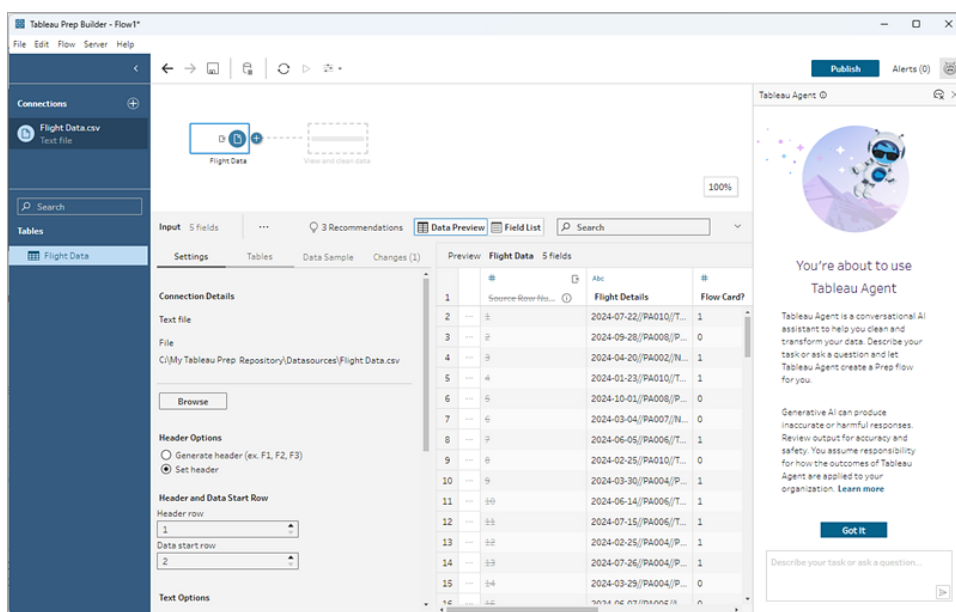 Tableau Prep Builder - Flow1*
File Edit Flow Server Help
Publish
Alerts (0)
Connections
Flight Data.csv
Text file
Search
Tables
Flight Data
Flight Data
View and clean data
100%
Input 5 fields
...
3 Recommendations
Data Preview
Field List
Search
Settings
Tables
Data Sample
Changes (1)
Connection Details
Text file
File
C:\My Tableau Prep Repository\Datasources\Flight Data.csv
Browse
Header Options
Generate header (ex. F1, F2, F3)
Set header
Header and Data Start Row
Header row
1
Data start row
2
Text Options
Preview Flight Data 5 fields
# Abc #
1 Source Row Nu... Flight Details Flow Card?
2 ... 1 2024-07-22//PA010//T... 1
3 ... 2 2024-09-28//PA008//P... 0
4 ... 3 2024-04-20//PA002//N... 1
5 ... 4 2024-01-23//PA010//T... 1
6 ... 5 2024-10-01//PA008//P... 0
7 ... 6 2024-03-04//PA007//N... 0
8 ... 7 2024-06-05//PA006//T... 1
9 ... 8 2024-02-25//PA010//T... 0
10 ... 9 2024-03-30//PA004//P... 1
11 ... 10 2024-06-14//PA006//T... 1
12 ... 11 2024-07-15//PA006//T... 1
13 ... 12 2024-02-25//PA004//P... 1
14 ... 13 2024-07-26//PA004//P... 1
15 ... 14 2024-03-29//PA004//P... 0
Tableau Agent
You're about to use
Tableau Agent
Tableau Agent is a conversational AI
assistant to help you clean and
transform your data. Describe your
task or ask a question and let
Tableau Agent create a Prep flow
for you.
Generative AI can produce
inaccurate or harmful responses.
Review output for accuracy and
safety. You assume responsibility
for how the outcomes of Tableau
Agent are applied to your
organization. Learn more
Got It
Describe your task or ask a question...